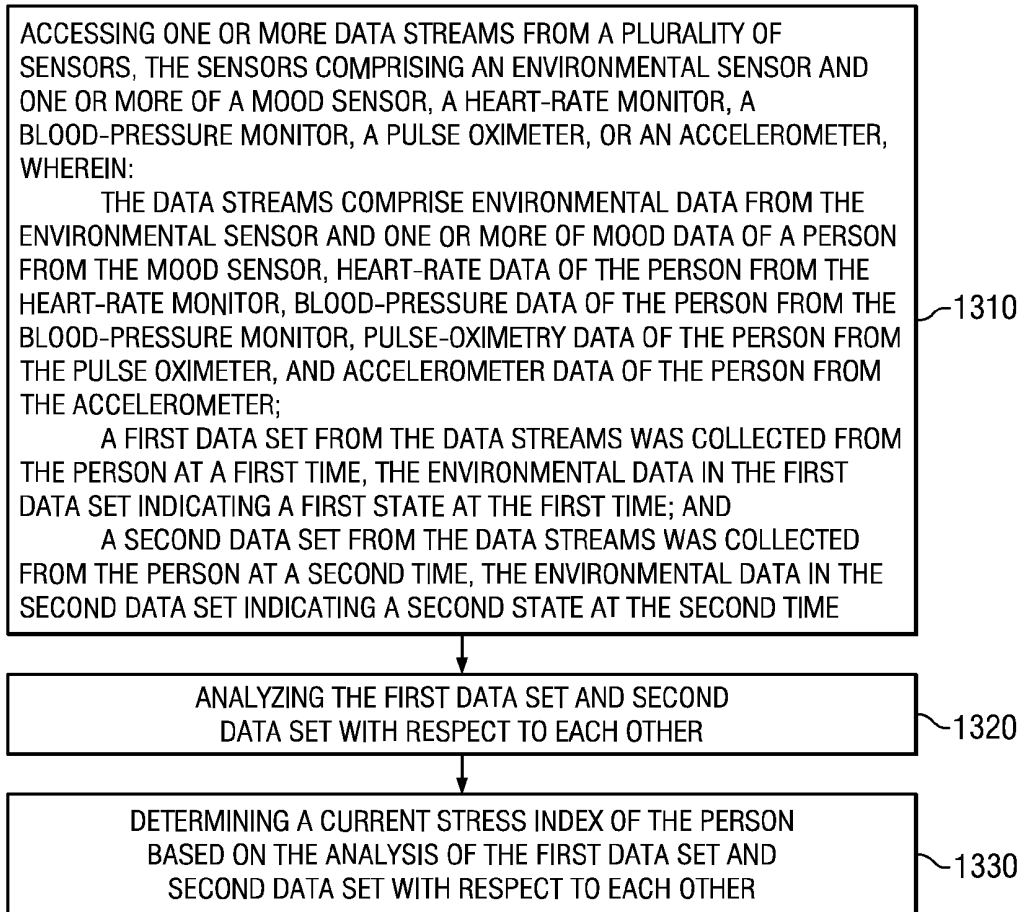 ACCESSING ONE OR MORE DATA STREAMS FROM A PLURALITY OF
SENSORS, THE SENSORS COMPRISING AN ENVIRONMENTAL SENSOR AND
ONE OR MORE OF A MOOD SENSOR, A HEART-RATE MONITOR, A
BLOOD-PRESSURE MONITOR, A PULSE OXIMETER, OR AN ACCELEROMETER,
WHEREIN:
THE DATA STREAMS COMPRISE ENVIRONMENTAL DATA FROM THE
ENVIRONMENTAL SENSOR AND ONE OR MORE OF MOOD DATA OF A PERSON
FROM THE MOOD SENSOR, HEART-RATE DATA OF THE PERSON FROM THE
HEART-RATE MONITOR, BLOOD-PRESSURE DATA OF THE PERSON FROM THE
BLOOD-PRESSURE MONITOR, PULSE-OXIMETRY DATA OF THE PERSON FROM
THE PULSE OXIMETER, AND ACCELEROMETER DATA OF THE PERSON FROM
THE ACCELEROMETER;
A FIRST DATA SET FROM THE DATA STREAMS WAS COLLECTED FROM
THE PERSON AT A FIRST TIME, THE ENVIRONMENTAL DATA IN THE FIRST
DATA SET INDICATING A FIRST STATE AT THE FIRST TIME; AND
A SECOND DATA SET FROM THE DATA STREAMS WAS COLLECTED
FROM THE PERSON AT A SECOND TIME, THE ENVIRONMENTAL DATA IN THE
SECOND DATA SET INDICATING A SECOND STATE AT THE SECOND TIME
1310
ANALYZING THE FIRST DATA SET AND SECOND
DATA SET WITH RESPECT TO EACH OTHER
1320
DETERMINING A CURRENT STRESS INDEX OF THE PERSON
BASED ON THE ANALYSIS OF THE FIRST DATA SET AND
SECOND DATA SET WITH RESPECT TO EACH OTHER
1330